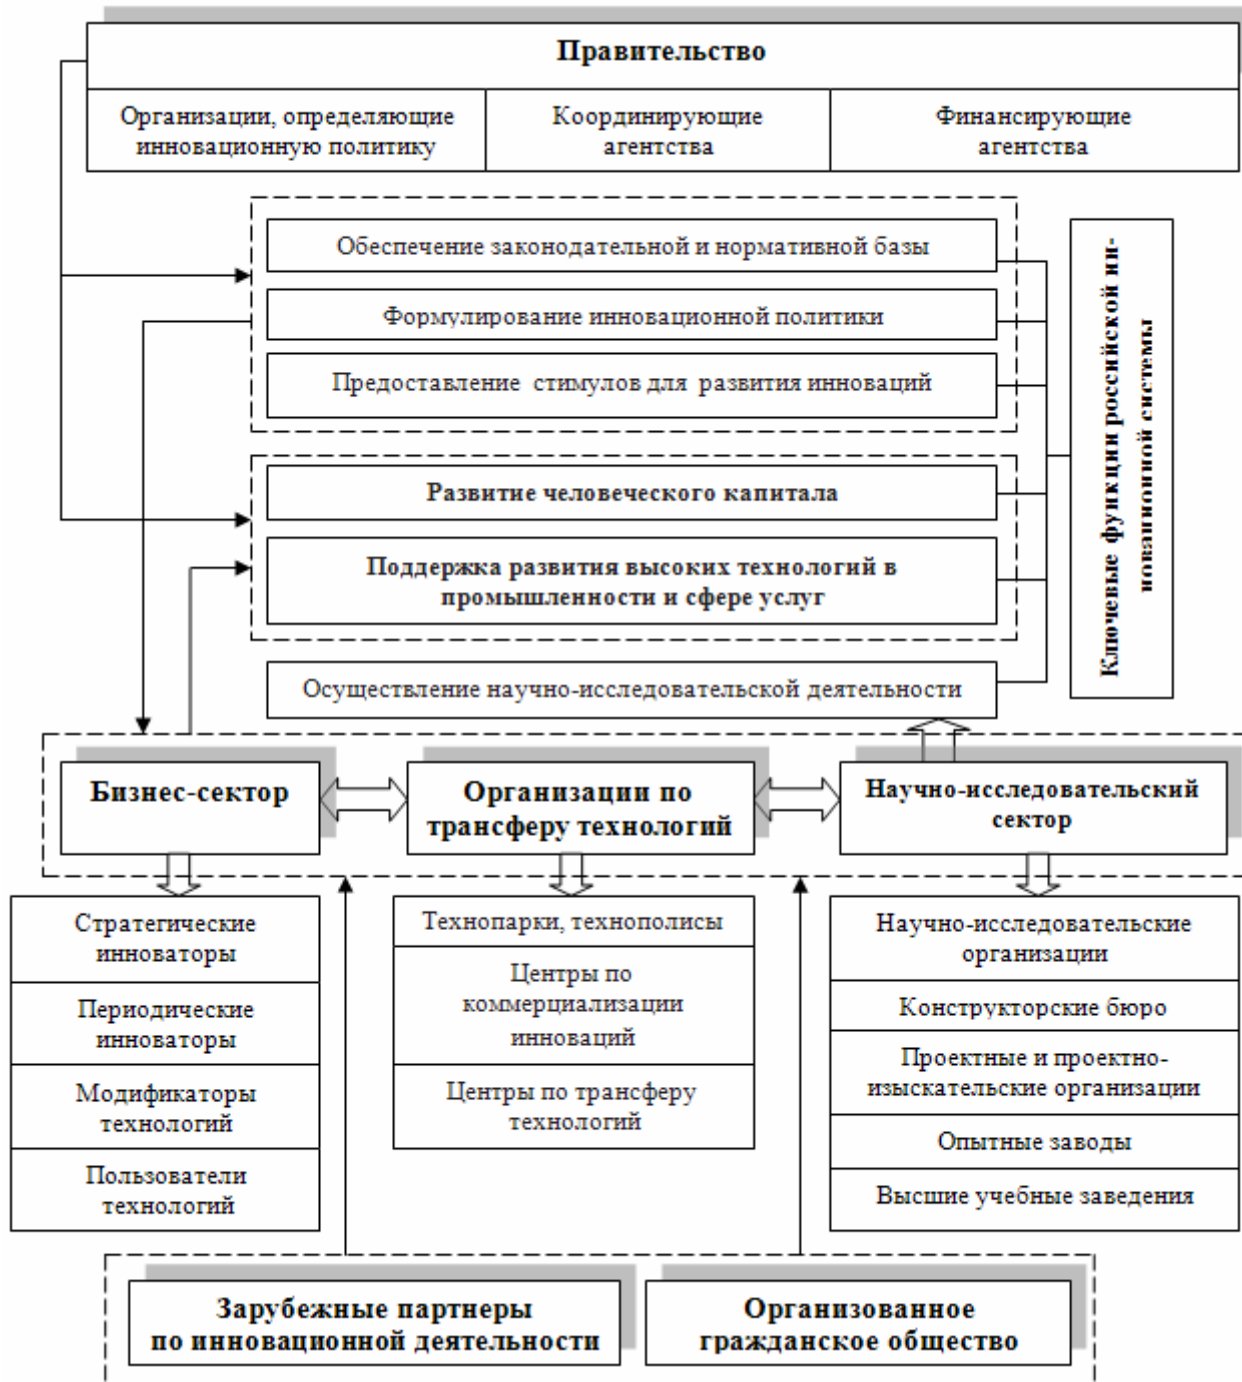 Правительство
Организации, определяющие
инновационную политику
Координирующие
агентства
Финансирующие
агентства
Обеспечение законодательной и нормативной базы
Формулирование инновационной политики
Предоставление стимулов для развития инноваций
Развитие человеческого капитала
Поддержка развития высоких технологий в
промышленности и сфере услуг
Осуществление научно-исследовательской деятельности
Ключевые функции российской ин-
нованионной системы
Бизнес-сектор
Организации по
трансферу технологий
Научно-исследовательский
сектор
Стратегические
инноваторы
Периодические
инноваторы
Модификаторы
технологий
Пользователи
технологий
Технопарки, технополисы
Центры по
коммерциализации
инноваций
Центры по трансферу
технологий
Научно-исследовательские
организации
Конструкторские бюро
Проектные и проектно-
изыскательские организации
Опытные заводы
Высшие учебные заведения
Зарубежные партнеры
по инновационной деятельности
Организованное
гражданское общество